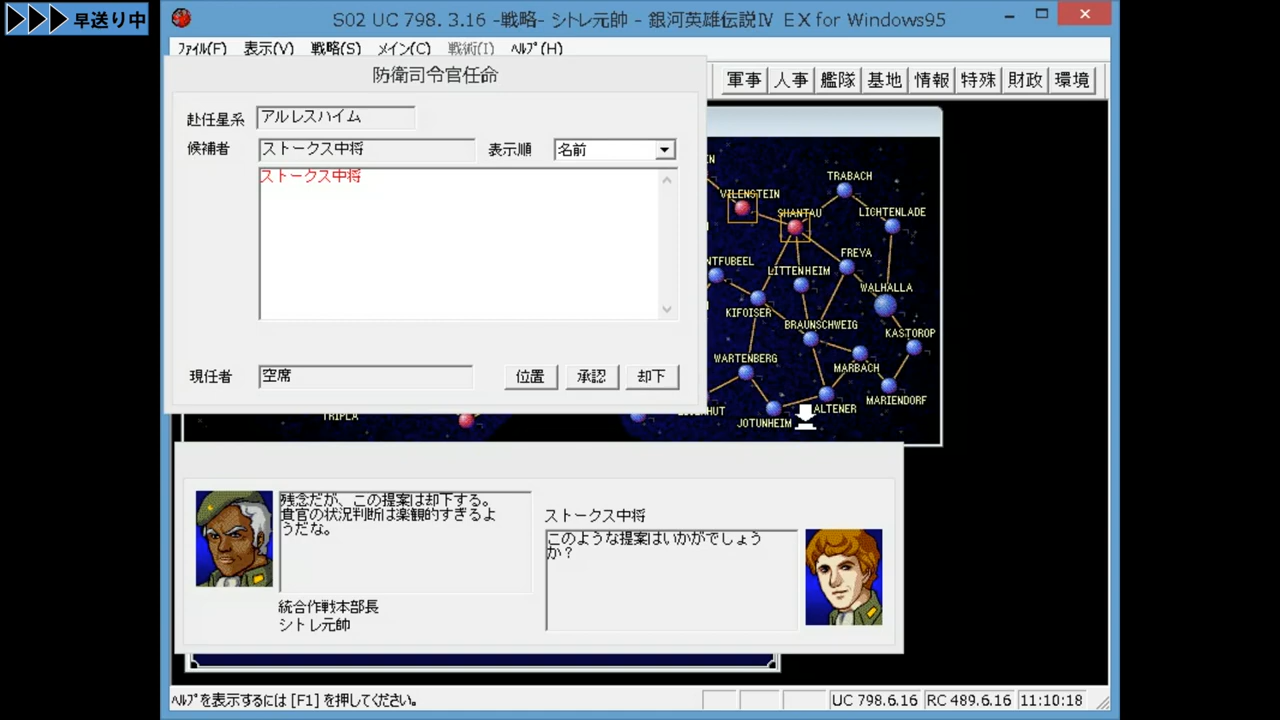 早送り中
S02 UC 798. 3.16 -戦略- シトレ元帥 - 銀河英雄伝説Ⅳ EX for Windows95
ﾌｧｲﾙ(F) 表示(V) 戦略(S) メイン(C) 戦術(I) ﾍﾙﾌﾟ(H)
防衛司令官任命
軍事 人事 艦隊 基地 情報 特殊 財政 環境
赴任星系 アルレスハイム
候補者 ストークス中将 表示順 名前
ストークス中将
TRABACH
VILENSTEIN
SHANTAU
LICHTENLADE
FREYA
NTFUBEEL
LITTENHEIM
WALHALLA
KIFOISER
BRAUNSCHWEIG
KASTOROP
WARTENBERG
MARBACH
MARIENDORF
ALTENER
JOTUNHEIM
TRIPLA
現任者 空席 位置 承認 却下
残念だが、この提案は却下する。
貴官の状況判断は楽観的すぎるよ
うだな。
統合作戦本部長
シトレ元帥
ストークス中将
このような提案はいかがでしょう
か？
ﾍﾙﾌﾟを表示するには [F1] を押してください。
UC 798.6.16 RC 489.6.16 11:10:18